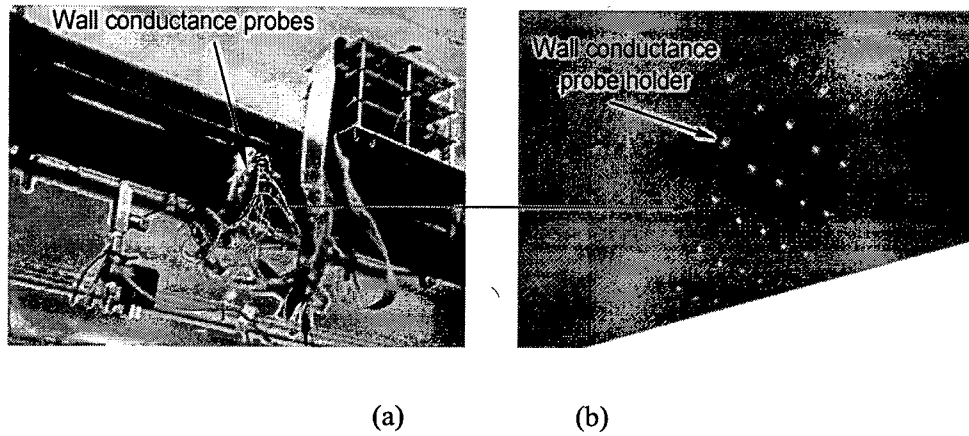 Wall conductance probes
Wall conductance
probe holder
(a)
(b)